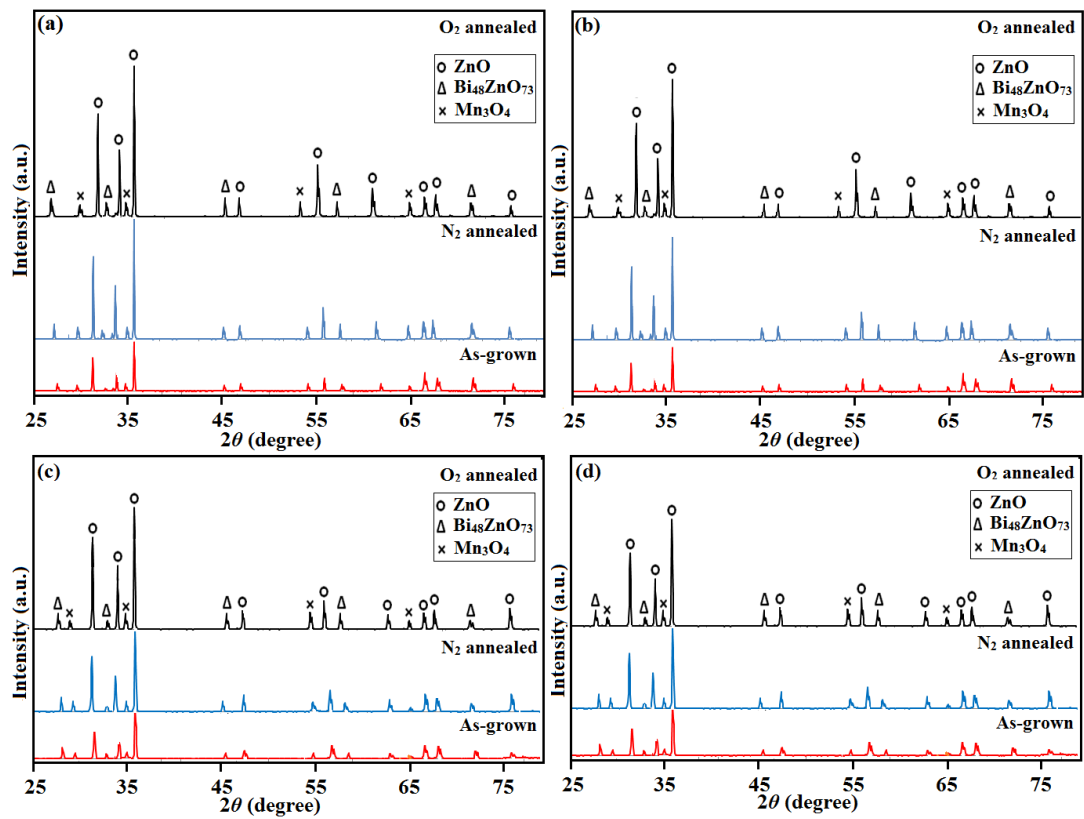 (a)
O₂ annealed
ZnO
Bi₄₈ZnO₇₃
Mn₃O₄
N₂ annealed
As-grown
Intensity (a.u.)
25 35 45 55 65 75
2θ (degree)
(b)
O₂ annealed
ZnO
Bi₄₈ZnO₇₃
Mn₃O₄
N₂ annealed
As-grown
Intensity (a.u.)
25 35 45 55 65 75
2θ (degree)
(c)
O₂ annealed
ZnO
Bi₄₈ZnO₇₃
Mn₃O₄
N₂ annealed
As-grown
Intensity (a.u.)
25 35 45 55 65 75
2θ (degree)
(d)
O₂ annealed
ZnO
Bi₄₈ZnO₇₃
Mn₃O₄
N₂ annealed
As-grown
Intensity (a.u.)
25 35 45 55 65 75
2θ (degree)